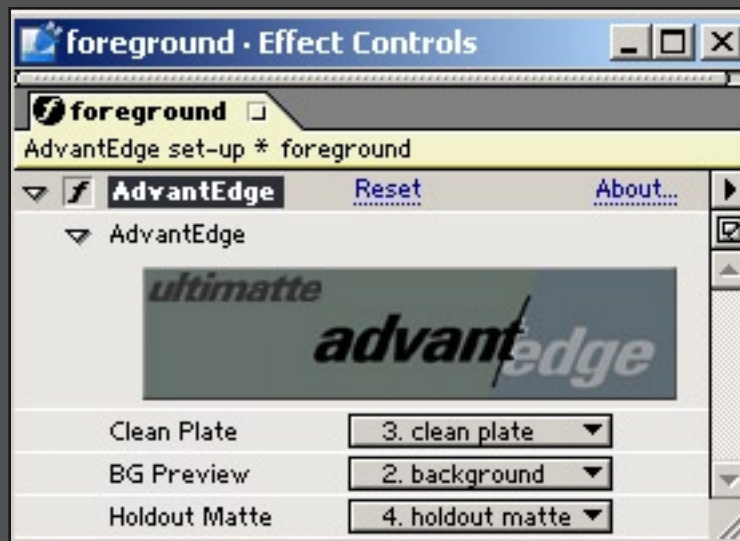 foreground · Effect Controls
foreground
AdvantEdge set-up * foreground
AdvantEdge Reset About...
AdvantEdge
ultimatte
advantedge
Clean Plate 3. clean plate
BG Preview 2. background
Holdout Matte 4. holdout matte